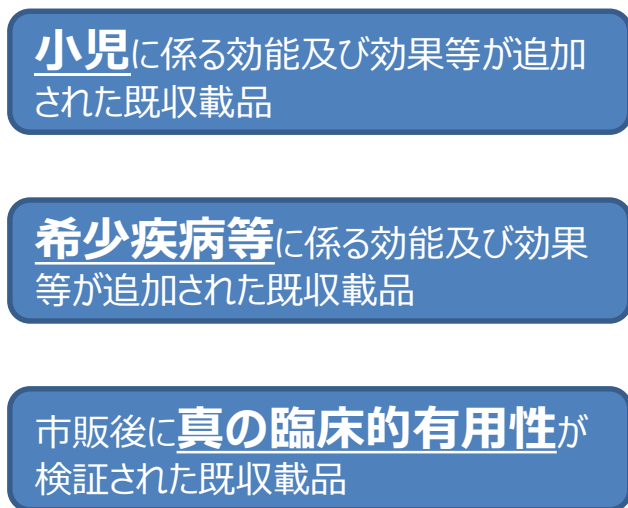 小児に係る効能及び効果等が追加
された既収載品
希少疾病等に係る効能及び効果
等が追加された既収載品
市販後に真の臨床的有用性が
検証された既収載品